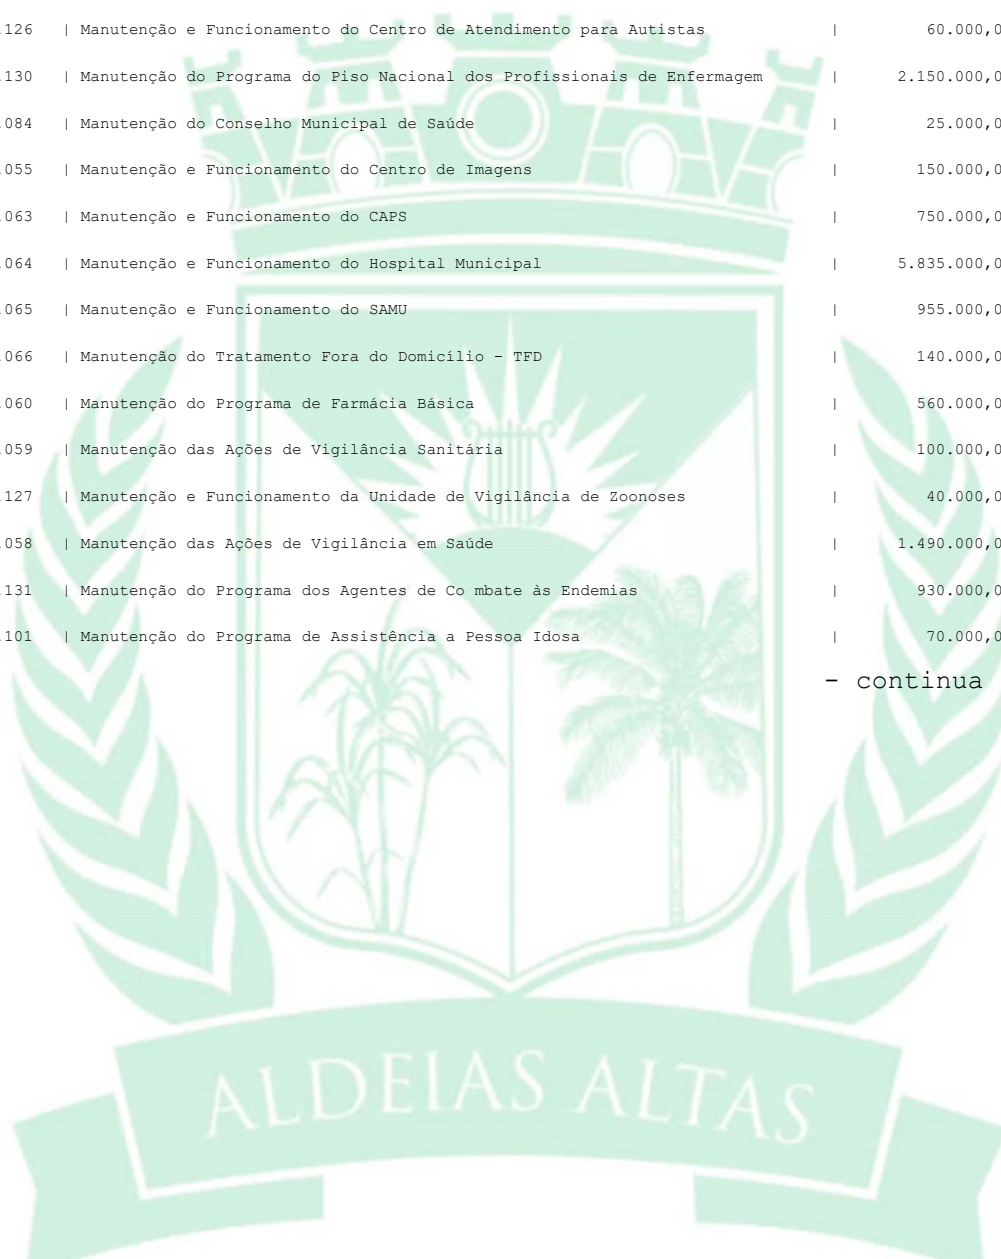 .126 | Manutenção e Funcionamento do Centro de Atendimento para Autistas | 60.000,0
.130 | Manutenção do Programa do Piso Nacional dos Profissionais de Enfermagem | 2.150.000,0
.084 | Manutenção do Conselho Municipal de Saúde | 25.000,0
.055 | Manutenção e Funcionamento do Centro de Imagens | 150.000,0
.063 | Manutenção e Funcionamento do CAPS | 750.000,0
.064 | Manutenção e Funcionamento do Hospital Municipal | 5.835.000,0
.065 | Manutenção e Funcionamento do SAMU | 955.000,0
.066 | Manutenção do Tratamento Fora do Domicílio - TFD | 140.000,0
.060 | Manutenção do Programa de Farmácia Básica | 560.000,0
.059 | Manutenção das Ações de Vigilância Sanitária | 100.000,0
.127 | Manutenção e Funcionamento da Unidade de Vigilância de Zoonoses | 40.000,0
.058 | Manutenção das Ações de Vigilância em Saúde | 1.490.000,0
.131 | Manutenção do Programa dos Agentes de Co mbate às Endemias | 930.000,0
.101 | Manutenção do Programa de Assistência a Pessoa Idosa | 70.000,0
- continua
ALDEIAS ALTAS